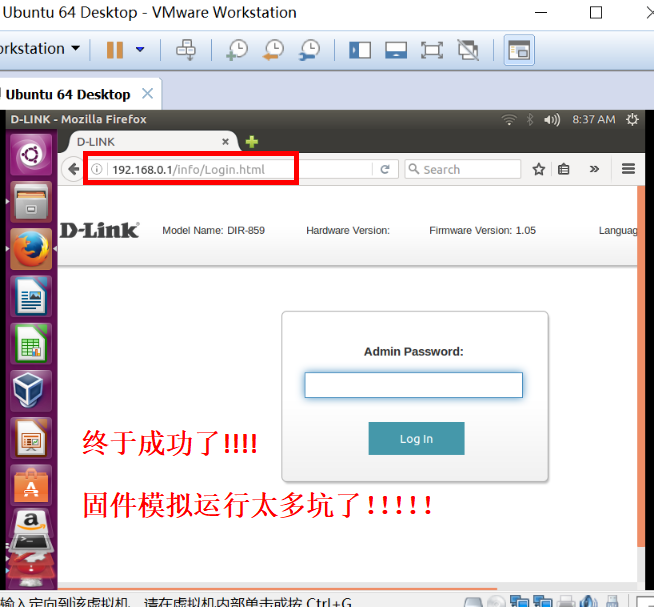 Ubuntu 64 Desktop - VMware Workstation
orkstation
Ubuntu 64 Desktop
D-LINK - Mozilla Firefox
8:37 AM
D-LINK
192.168.0.1/info/Login.html
Search
D-Link
Model Name: DIR-859
Hardware Version:
Firmware Version: 1.05
Languag
Admin Password:
Log In
终于成功了!!!!
固件模拟运行太多坑了!!!!!
输入定向到该虚拟机，请在虚拟机内部单击或按 Ctrl+G